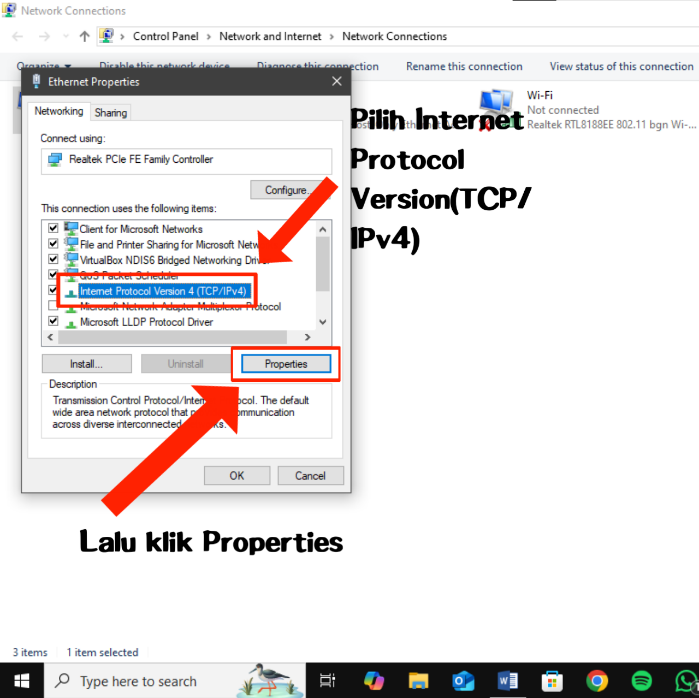 Network Connections
Control Panel > Network and Internet > Network Connections
Organize Disable this network device Diagnose this connection Rename this connection View status of this connection
Ethernet Properties
Networking Sharing
Connect using:
Realtek PCIe FE Family Controller
Configure...
This connection uses the following items:
Client for Microsoft Networks
File and Printer Sharing for Microsoft Netw
VirtualBox NDIS6 Bridged Networking Driver
QoS Packet Scheduler
Internet Protocol Version 4 (TCP/IPv4)
Microsoft Network Adapter Multiplexor Protocol
Microsoft LLDP Protocol Driver
Install... Uninstall Properties
Description
Transmission Control Protocol/Inter ocol. The default
wide area network protocol that communication
across diverse interconnected
OK Cancel
Wi-Fi
Not connected
Realtek RTL8188EE 802.11 bgn Wi-...
Pilih Internet
Protocol
Version(TCP/
IPv4)
Lalu klik Properties
3 items 1 item selected
Type here to search